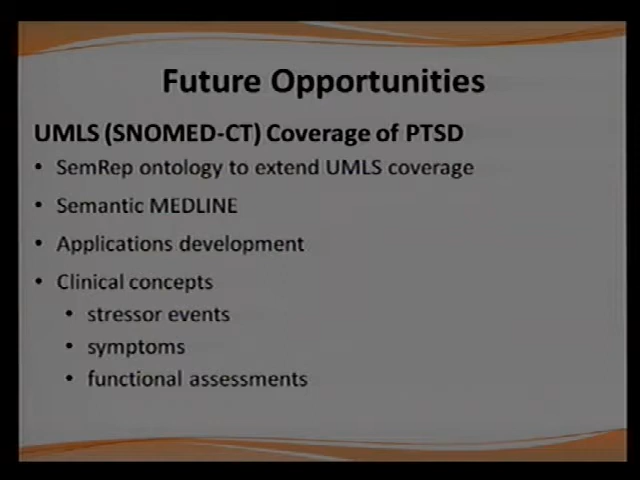 Future Opportunities
UMLS (SNOMED-CT) Coverage of PTSD
• SemRep ontology to extend UMLS coverage
• Semantic MEDLINE
• Applications development
• Clinical concepts
• stressor events
• symptoms
• functional assessments